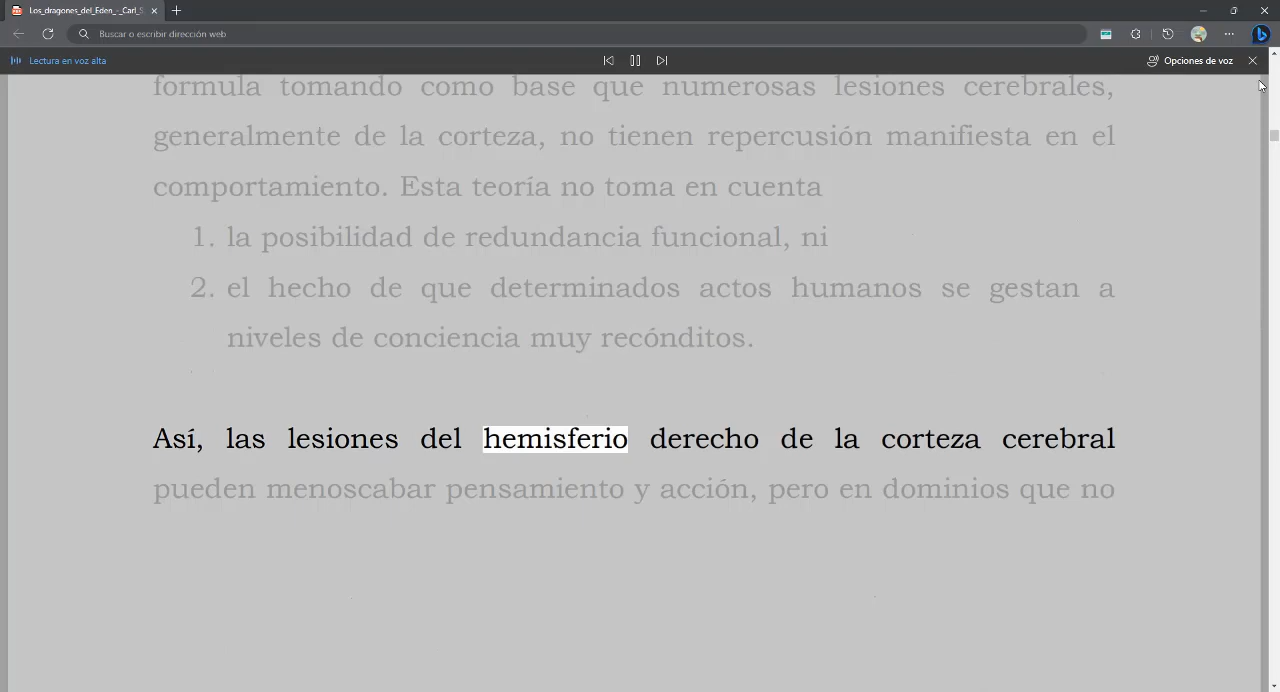 Los_dragones_del_Eden_-_Carl_S
Buscar o escribir dirección web
Lectura en voz alta
Opciones de voz
formula tomando como base que numerosas lesiones cerebrales,
generalmente de la corteza, no tienen repercusión manifiesta en el
comportamiento. Esta teoría no toma en cuenta
1. la posibilidad de redundancia funcional, ni
2. el hecho de que determinados actos humanos se gestan a
niveles de conciencia muy recónditos.
Así, las lesiones del hemisferio derecho de la corteza cerebral
pueden menoscabar pensamiento y acción, pero en dominios que no